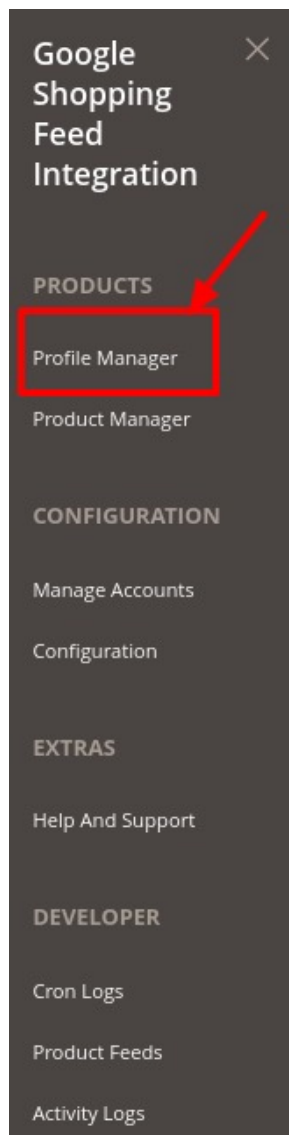 Google
Shopping
Feed
Integration
PRODUCTS
Profile Manager
Product Manager
CONFIGURATION
Manage Accounts
Configuration
EXTRAS
Help And Support
DEVELOPER
Cron Logs
Product Feeds
Activity Logs